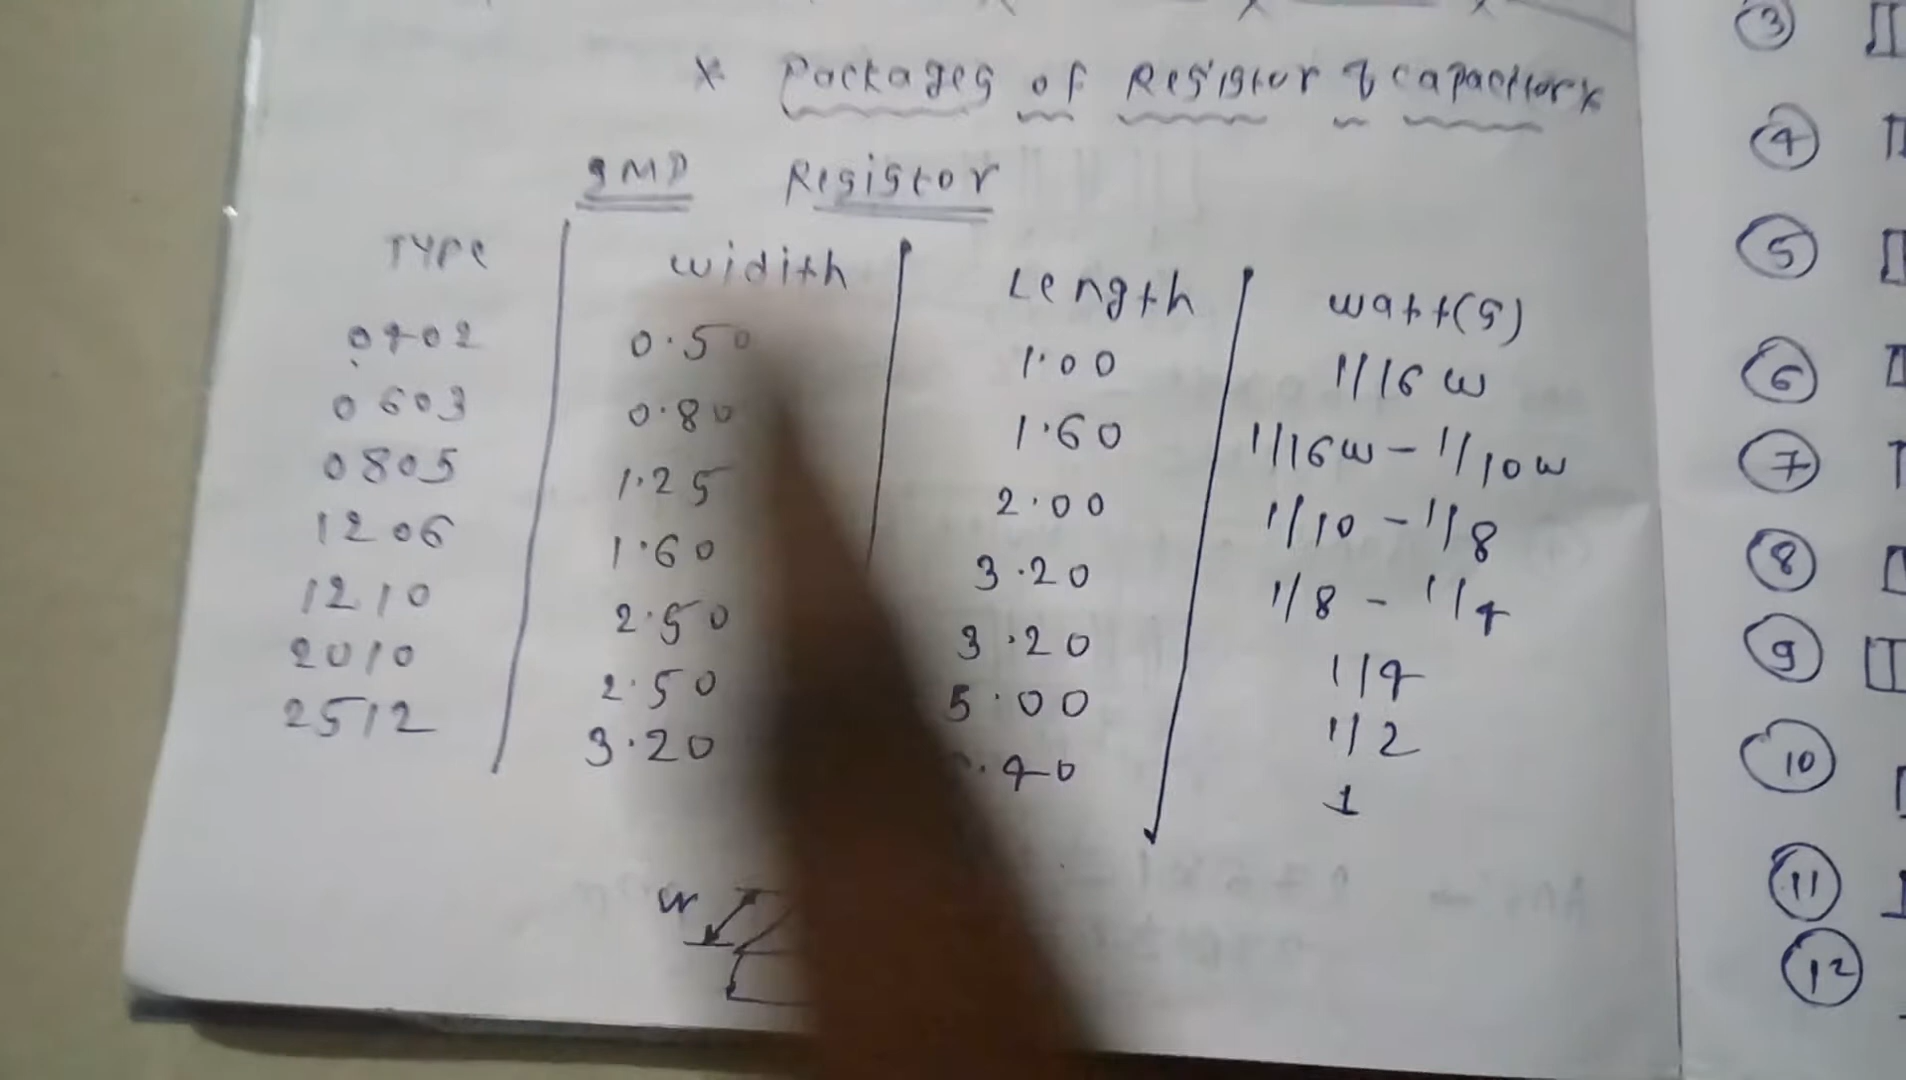 x Packages of Resistor & capacitor x
SMD Resistor
TYPE Widith Length watt(s)
0402 0.50 1.00 1/16 w
0603 0.80 1.60 1/16w - 1/10w
0805 1.25 2.00 1/10 - 1/8
1206 1.60 3.20 1/8 - 1/4
1210 2.50 3.20 1/4
2010 2.50 5.00 1/2
2512 3.20 .40 1
W
3
4
5
6
7
8
9
10
11
12